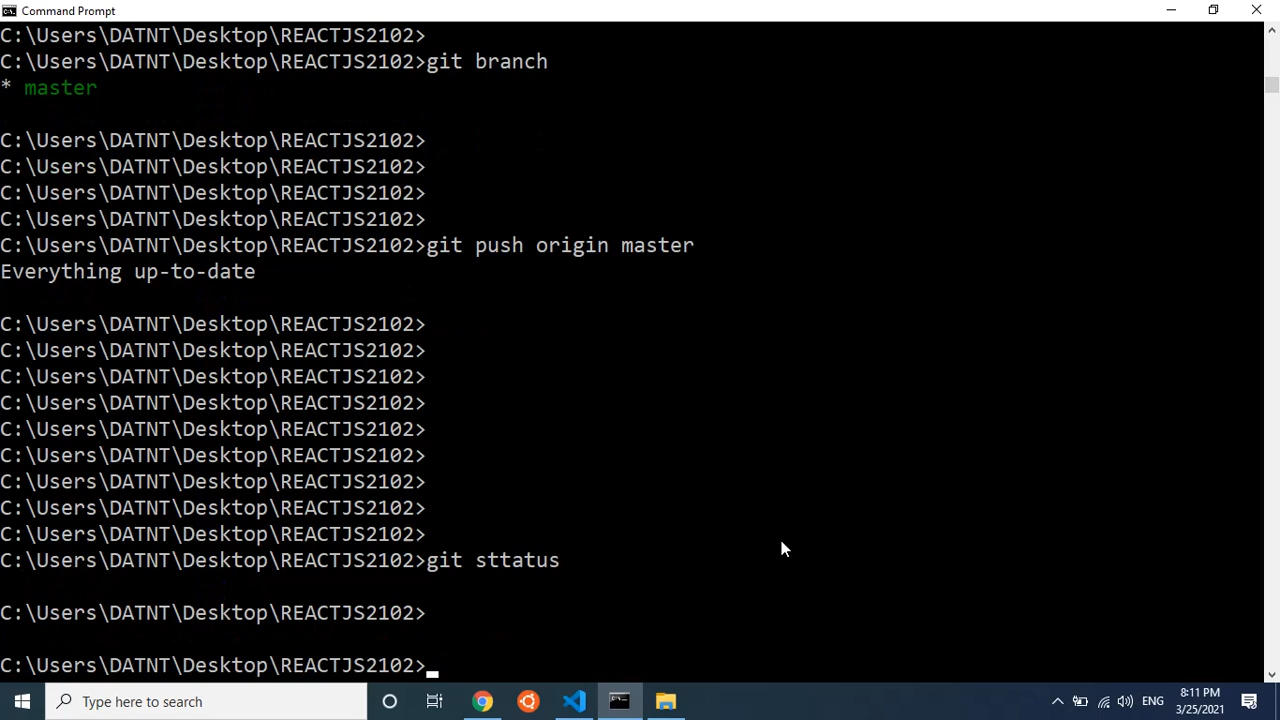 Command Prompt
C:\Users\DATNT\Desktop\REACTJS2102>
C:\Users\DATNT\Desktop\REACTJS2102>git branch
* master
C:\Users\DATNT\Desktop\REACTJS2102>
C:\Users\DATNT\Desktop\REACTJS2102>
C:\Users\DATNT\Desktop\REACTJS2102>
C:\Users\DATNT\Desktop\REACTJS2102>
C:\Users\DATNT\Desktop\REACTJS2102>git push origin master
Everything up-to-date
C:\Users\DATNT\Desktop\REACTJS2102>
C:\Users\DATNT\Desktop\REACTJS2102>
C:\Users\DATNT\Desktop\REACTJS2102>
C:\Users\DATNT\Desktop\REACTJS2102>
C:\Users\DATNT\Desktop\REACTJS2102>
C:\Users\DATNT\Desktop\REACTJS2102>
C:\Users\DATNT\Desktop\REACTJS2102>
C:\Users\DATNT\Desktop\REACTJS2102>
C:\Users\DATNT\Desktop\REACTJS2102>
C:\Users\DATNT\Desktop\REACTJS2102>git sttatus
C:\Users\DATNT\Desktop\REACTJS2102>
C:\Users\DATNT\Desktop\REACTJS2102>
Type here to search
ENG
8:11 PM
3/25/2021